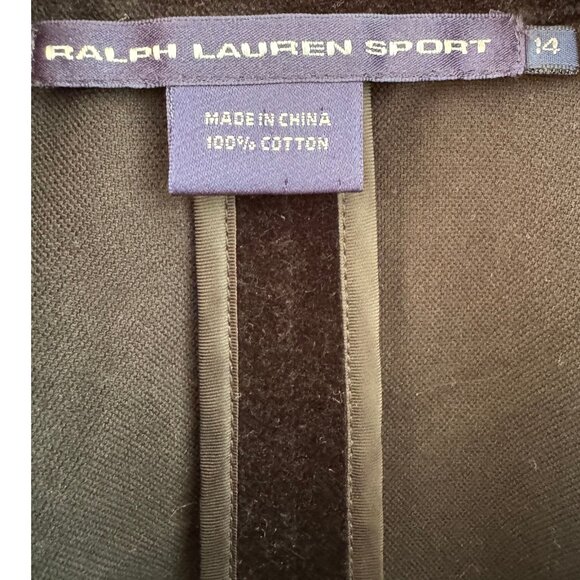 RALPH LAUREN SPORT 14
MADE IN CHINA
100% COTTON